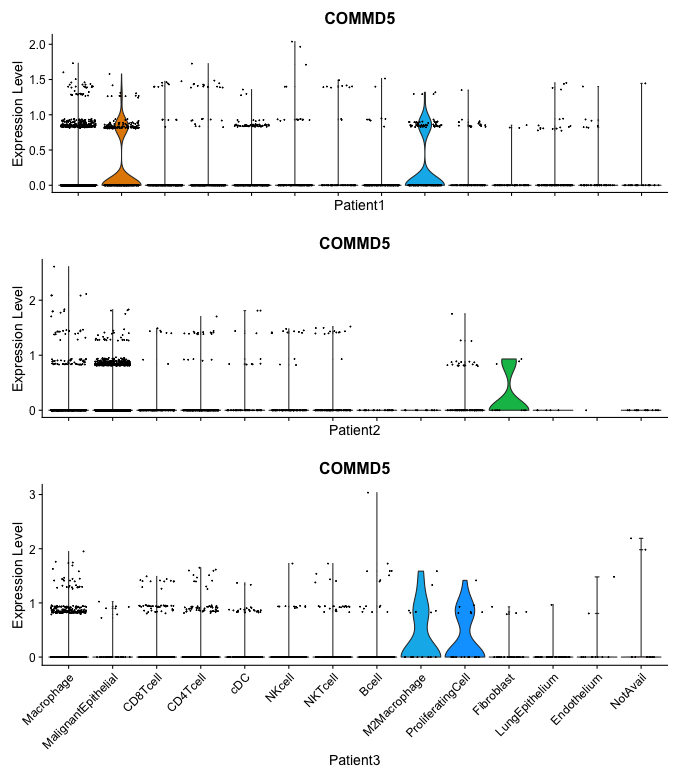 COMMD5
Expression Level
2.0
1.5
1.0
0.5
0.0
Patient1
COMMD5
Expression Level
2
1
0
Patient2
COMMD5
Expression Level
3
2
1
0
Macrophage
MalignantEpithelial
CD8Tcell
CD4Tcell
cDC
NKcell
NKTcell
Bcell
M2Macrophage
ProliferatingCell
Fibroblast
LungEpithelium
Endothelium
NotAvail
Patient3